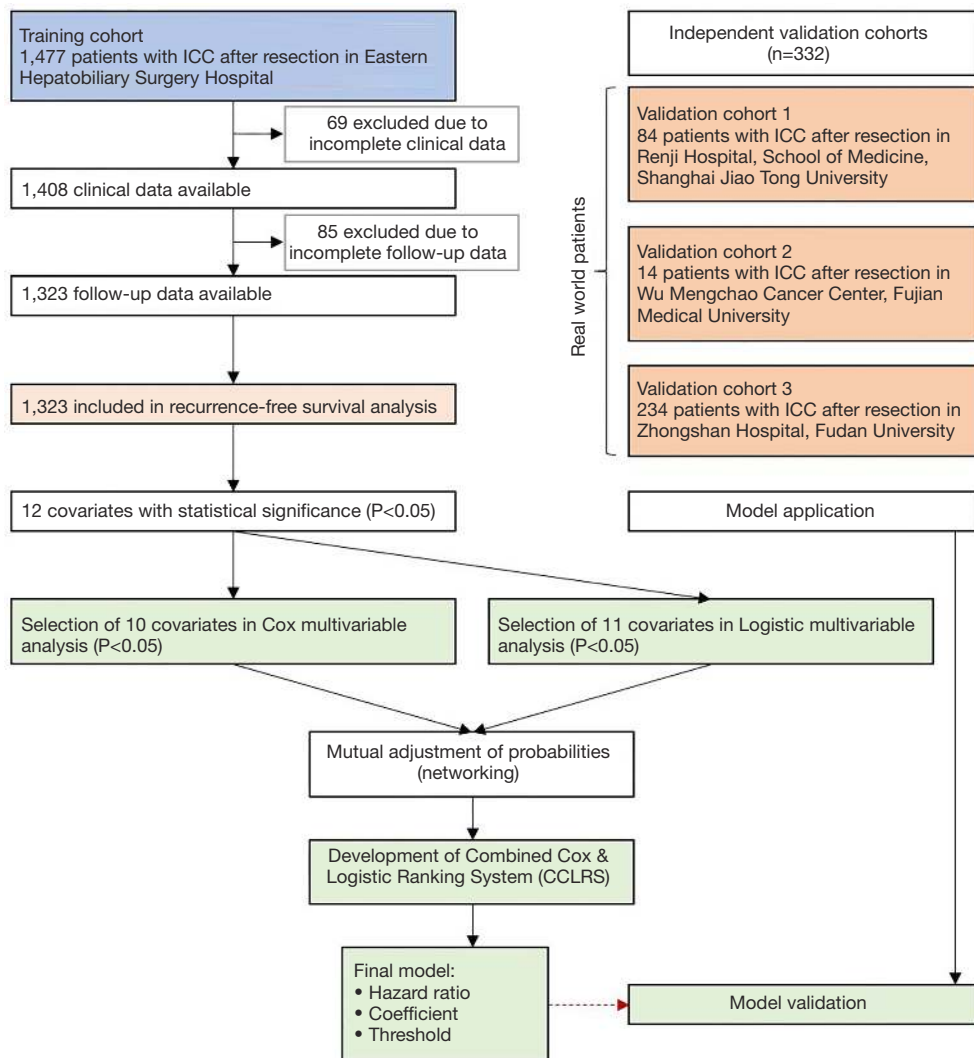 Training cohort
1,477 patients with ICC after resection in Eastern
Hepatobiliary Surgery Hospital
69 excluded due to
incomplete clinical data
1,408 clinical data available
85 excluded due to
incomplete follow-up data
1,323 follow-up data available
1,323 included in recurrence-free survival analysis
12 covariates with statistical significance (P<0.05)
Independent validation cohorts
(n=332)
Real world patients
Validation cohort 1
84 patients with ICC after resection in
Renji Hospital, School of Medicine,
Shanghai Jiao Tong University
Validation cohort 2
14 patients with ICC after resection in
Wu Mengchao Cancer Center, Fujian
Medical University
Validation cohort 3
234 patients with ICC after resection in
Zhongshan Hospital, Fudan University
Model application
Selection of 10 covariates in Cox multivariable
analysis (P<0.05)
Selection of 11 covariates in Logistic multivariable
analysis (P<0.05)
Mutual adjustment of probabilities
(networking)
Development of Combined Cox &
Logistic Ranking System (CCLRS)
Final model:
• Hazard ratio
• Coefficient
• Threshold
Model validation